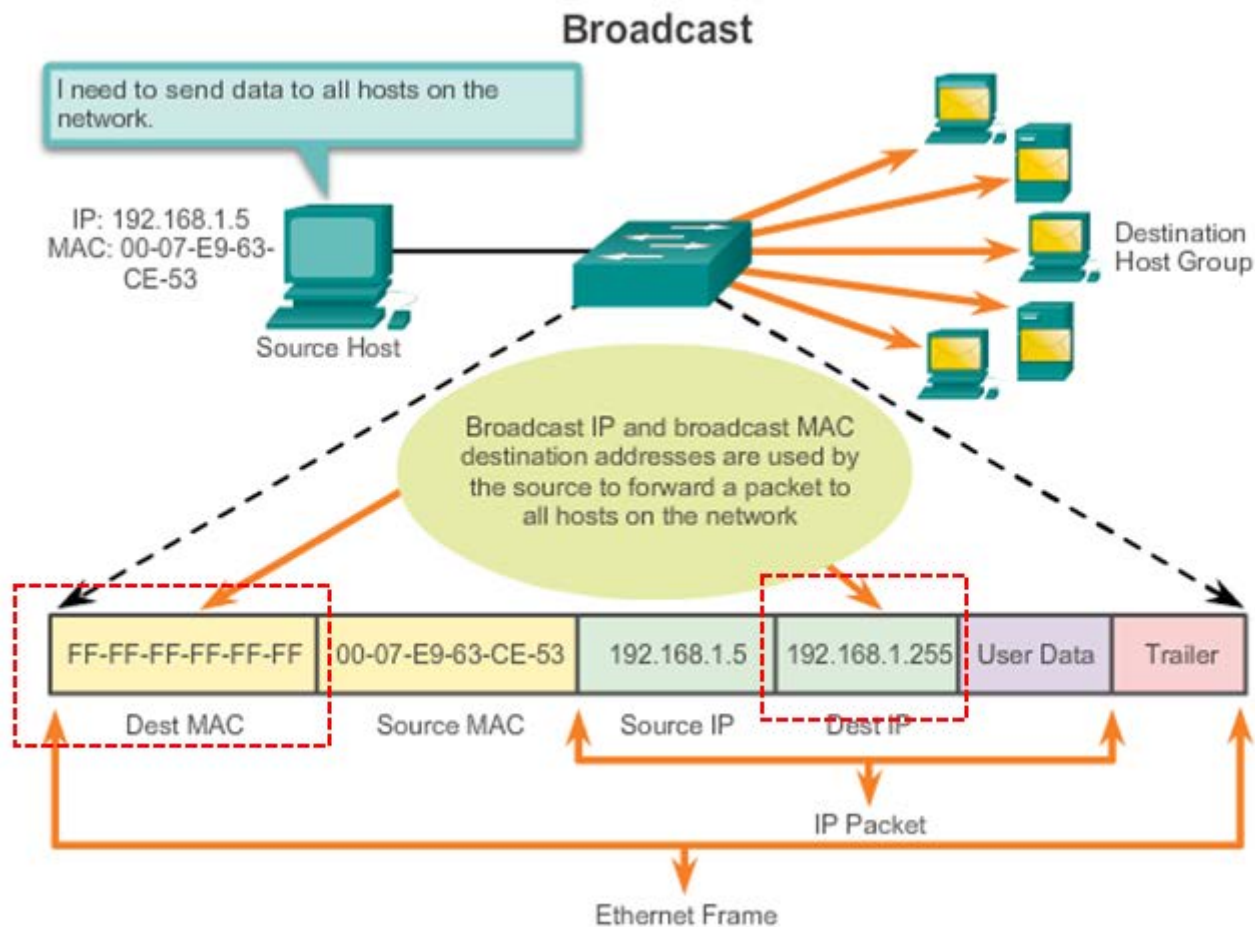 Broadcast
I need to send data to all hosts on the
network.
IP: 192.168.1.5
MAC: 00-07-E9-63-
CE-53
Source Host
Destination
Host Group
Broadcast IP and broadcast MAC
destination addresses are used by
the source to forward a packet to
all hosts on the network
FF-FF-FF-FF-FF-FF
00-07-E9-63-CE-53
192.168.1.5
192.168.1.255
User Data
Trailer
Dest MAC
Source MAC
Source IP
Dest IP
IP Packet
Ethernet Frame